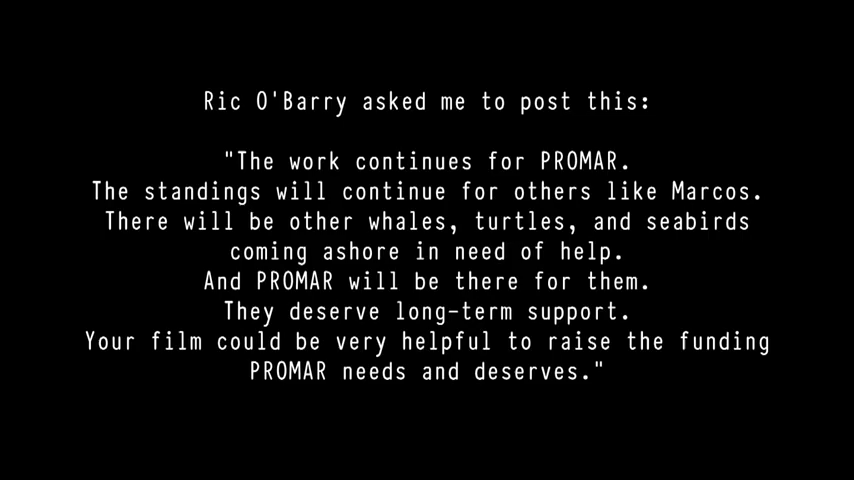 Ric O'Barry asked me to post this:
"The work continues for PROMAR.
The standings will continue for others like Marcos.
There will be other whales, turtles, and seabirds
coming ashore in need of help.
And PROMAR will be there for them.
They deserve long-term support.
Your film could be very helpful to raise the funding
PROMAR needs and deserves."